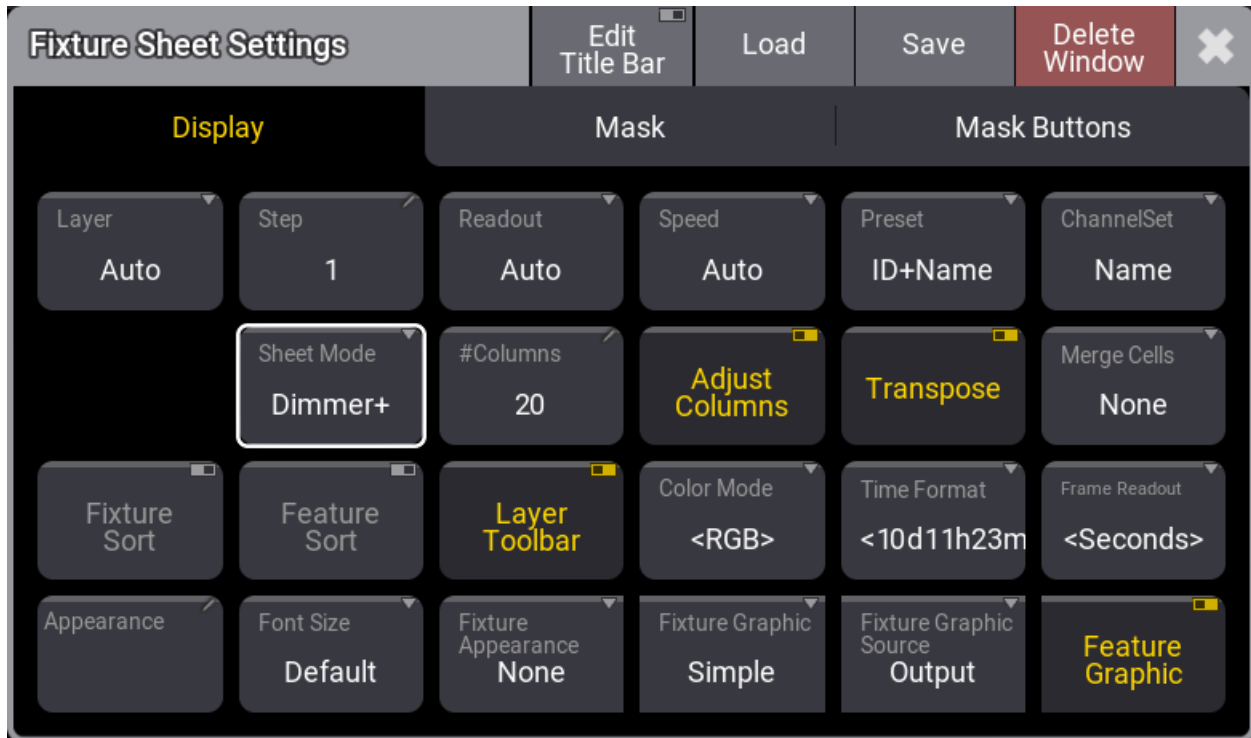 Fixture Sheet Settings
Edit
Title Bar
Load
Save
Delete
Window
Display
Mask
Mask Buttons
Layer
Auto
Step
1
Readout
Auto
Speed
Auto
Preset
ID+Name
ChannelSet
Name
Sheet Mode
Dimmer+
#Columns
20
Adjust
Columns
Transpose
Merge Cells
None
Fixture
Sort
Feature
Sort
Layer
Toolbar
Color Mode
<RGB>
Time Format
<10d11h23m
Frame Readout
<Seconds>
Appearance
Font Size
Default
Fixture
Appearance
None
Fixture Graphic
Simple
Fixture Graphic
Source
Output
Feature
Graphic